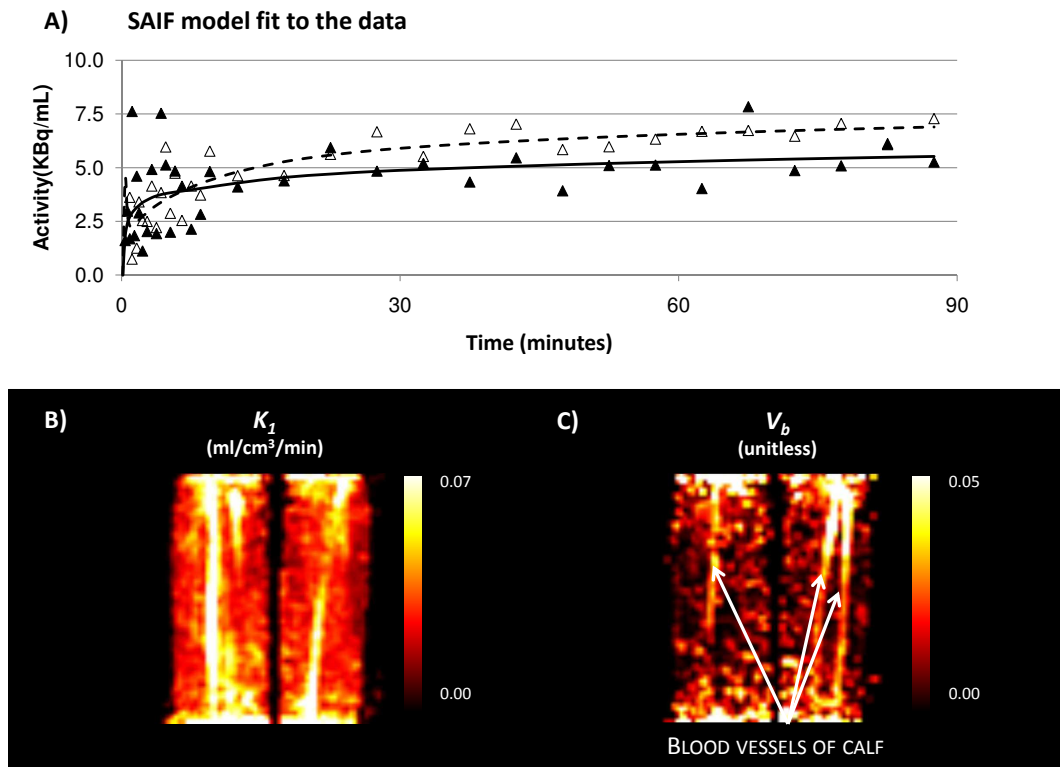 A) SAIF model fit to the data
10.0
7.5
5.0
2.5
0.0
Activity(KBq/mL)
0 30 60 90
Time (minutes)
B) K1 (ml/cm³/min)
0.07
0.00
C) Vb (unitless)
0.05
0.00
BLOOD VESSELS OF CALF